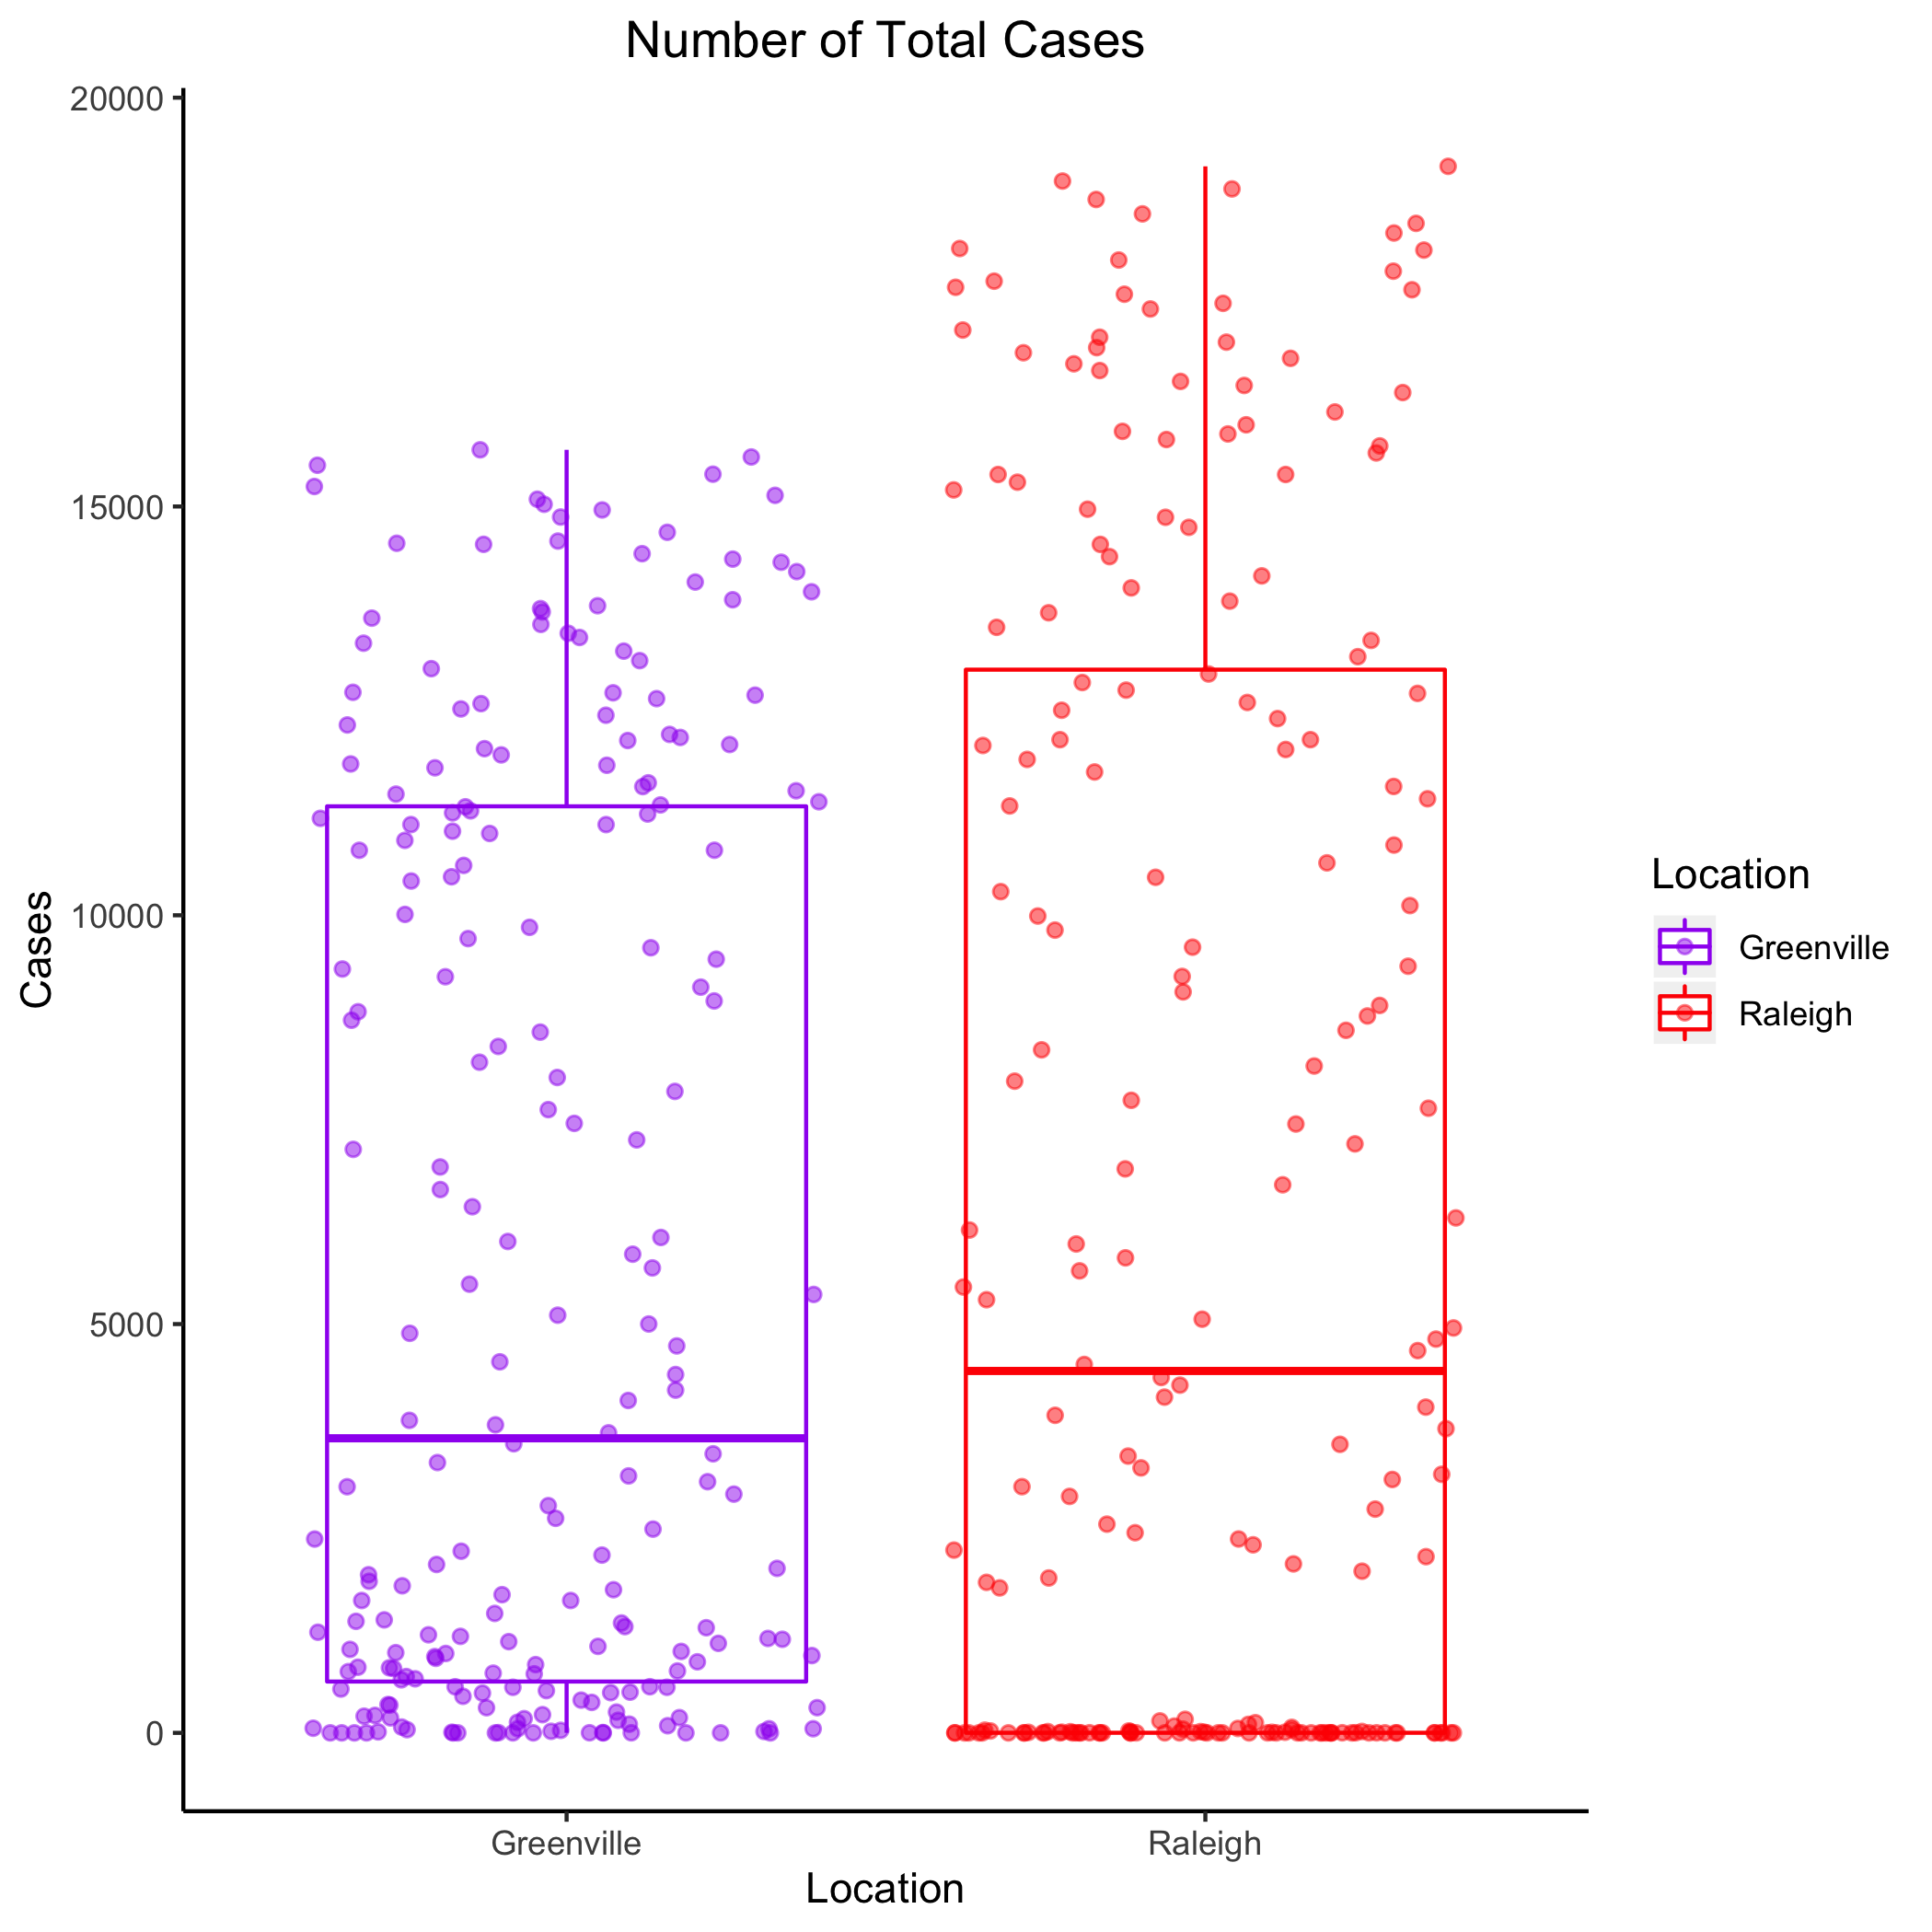 Number of Total Cases
20000
15000
10000
5000
0
Cases
Greenville
Raleigh
Location
Location
Greenville
Raleigh